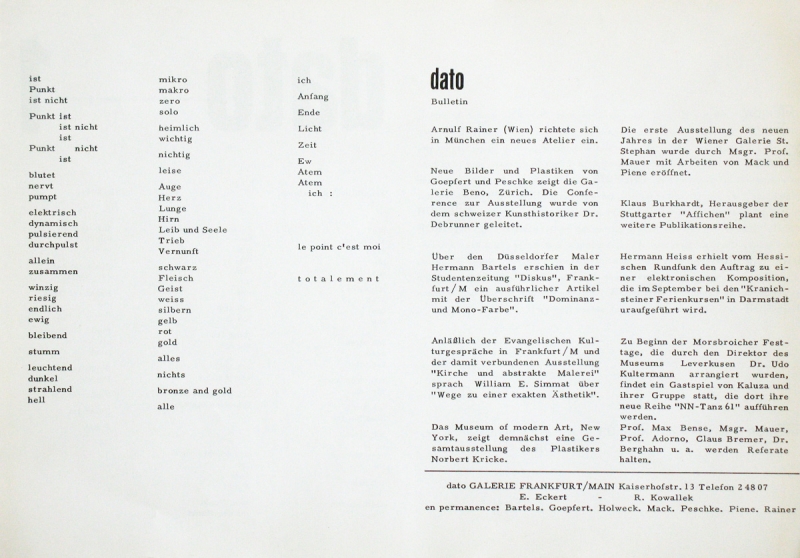 ist
Punkt
ist nicht
Punkt ist
ist nicht
ist
Punkt nicht
ist
blutet
nervt
pumpt
elektrisch
dynamisch
pulsierend
durchpulst
allein
zusammen
winzig
riesig
endlich
ewig
bleibend
stumm
leuchtend
dunkel
strahlend
hell
mikro
makro
zero
solo
heimlich
wichtig
nichtig
leise
Auge
Herz
Lunge
Hirn
Leib und Seele
Trieb
Vernunft
schwarz
Fleisch
Geist
weiss
silbern
gelb
rot
gold
alles
nichts
bronze and gold
alle
ich
Anfang
Ende
Licht
Zeit
Ew
Atem
Atem
ich :
le point c'est moi
t o t a l e m e n t
dato
Bulletin
Arnulf Rainer (Wien) richtete sich
in München ein neues Atelier ein.
Neue Bilder und Plastiken von
Goepfert und Peschke zeigt die Ga-
lerie Beno, Zürich. Die Confe-
rence zur Ausstellung wurde von
dem schweizer Kunsthistoriker Dr.
Debrunner geleitet.
Über den Düsseldorfer Maler
Hermann Bartels erschien in der
Studentenzeitung "Diskus", Frank-
furt/M ein ausführlicher Artikel
mit der Überschrift "Dominanz-
und Mono-Farbe".
Anläßlich der Evangelischen Kul-
turgespräche in Frankfurt/M und
der damit verbundenen Ausstellung
"Kirche und abstrakte Malerei"
sprach William E. Simmat über
"Wege zu einer exakten Ästhetik".
Das Museum of modern Art, New
York, zeigt demnächst eine Ge-
samtausstellung des Plastikers
Norbert Kricke.
Die erste Ausstellung des neuen
Jahres in der Wiener Galerie St.
Stephan wurde durch Msgr. Prof.
Mauer mit Arbeiten von Mack und
Piene eröffnet.
Klaus Burkhardt, Herausgeber der
Stuttgarter "Affichen" plant eine
weitere Publikationsreihe.
Hermann Heiss erhielt vom Hessi-
schen Rundfunk den Auftrag zu ei-
ner elektronischen Komposition,
die im September bei den "Kranich-
steiner Ferienkursen" in Darmstadt
uraufgeführt wird.
Zu Beginn der Morsbroicher Fest-
tage, die durch den Direktor des
Museums Leverkusen Dr. Udo
Kultermann arrangiert wurden,
findet ein Gastspiel von Kaluza und
ihrer Gruppe statt, die dort ihre
neue Reihe "NN-Tanz 61" aufführen
werden.
Prof. Max Bense, Msgr. Mauer,
Prof. Adorno, Claus Bremer, Dr.
Berghahn u. a. werden Referate
halten.
dato GALERIE FRANKFURT/MAIN Kaiserhofstr. 13 Telefon 2 48 07
E. Eckert - R. Kowallek
en permanence: Bartels. Goepfert. Holweck. Mack. Peschke. Piene. Rainer